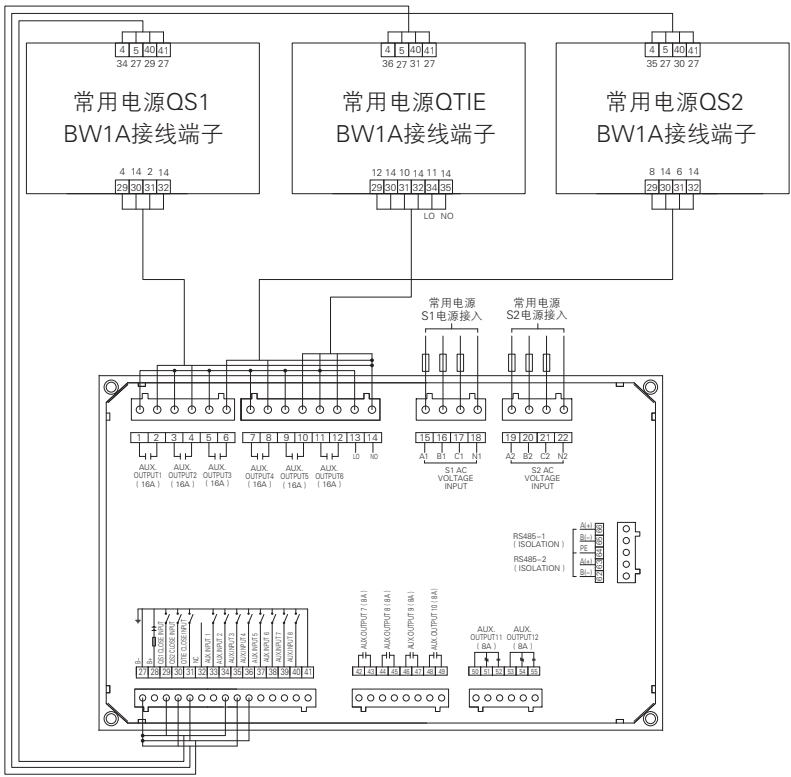 4 5 40 41
34 27 29 27
常用电源QS1
BW1A接线端子
4 14 2 14
29 30 31 32
4 5 40 41
36 27 31 27
常用电源QTIE
BW1A接线端子
12 14 10 14 11 14
29 30 31 32 34 35
LO NO
4 5 40 41
35 27 30 27
常用电源QS2
BW1A接线端子
8 14 6 14
29 30 31 32
常用电源
S1电源接入
常用电源
S2电源接入
1 2 3 4 5 6
7 8 9 10 11 12 13 14
15 16 17 18
19 20 21 22
AUX.
OUTPUT1
(16A)
AUX.
OUTPUT2
(16A)
AUX.
OUTPUT3
(16A)
AUX.
OUTPUT4
(16A)
AUX.
OUTPUT5
(16A)
AUX.
OUTPUT6
(16A)
LO NO
A1 B1 C1 N1
S1 AC
VOLTAGE
INPUT
A2 B2 C2 N2
S2 AC
VOLTAGE
INPUT
RS485-1
(ISOLATION)
RS485-2
(ISOLATION)
A(+) 66
B(-) 65
PE 64
A(+) 63
B(-) 62
B-
B+
QS1 CLOSE INPUT
QS2 CLOSE INPUT
QTIE CLOSE INPUT
NC
AUX.INPUT 1
AUX.INPUT 2
AUX.INPUT 3
AUX.INPUT 4
AUX.INPUT 5
AUX.INPUT 6
AUX.INPUT 7
AUX.INPUT 8
27 28 29 30 31 32 33 34 35 36 37 38 39 40 41
AUX.OUTPUT 7 (8A)
AUX.OUTPUT 8 (8A)
AUX.OUTPUT 9 (8A)
AUX.OUTPUT 10 (8A)
42 43 44 45 46 47 48 49
AUX.
OUTPUT11
(8A)
AUX.
OUTPUT12
(8A)
50 51 52 53 54 55